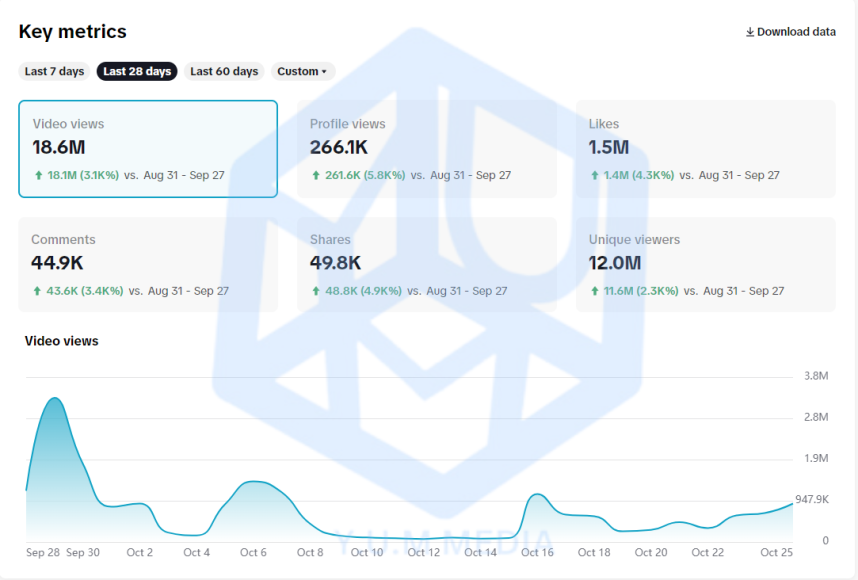 Key metrics
Download data
Last 7 days Last 28 days Last 60 days Custom
Video views
18.6M
18.1M (3.1K%) vs. Aug 31 - Sep 27
Profile views
266.1K
261.6K (5.8K%) vs. Aug 31 - Sep 27
Likes
1.5M
1.4M (4.3K%) vs. Aug 31 - Sep 27
Comments
44.9K
43.6K (3.4K%) vs. Aug 31 - Sep 27
Shares
49.8K
48.8K (4.9K%) vs. Aug 31 - Sep 27
Unique viewers
12.0M
11.6M (2.3K%) vs. Aug 31 - Sep 27
Video views
3.8M
2.8M
1.9M
947.9K
0
Y.U.M MEDIA
Sep 28 Sep 30 Oct 2 Oct 4 Oct 6 Oct 8 Oct 10 Oct 12 Oct 14 Oct 16 Oct 18 Oct 20 Oct 22 Oct 25